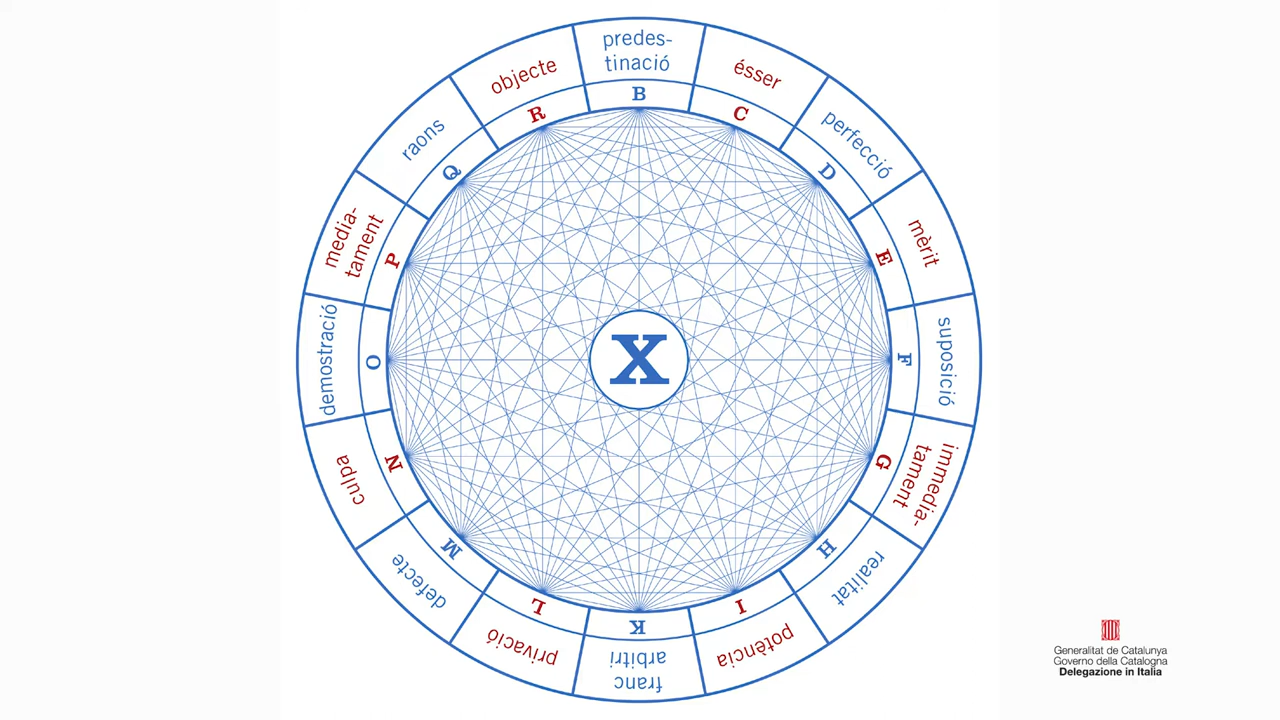 predes-
tinació
B
ésser
C
perfecció
D
mèrit
E
suposició
F
immedia-
tament
G
realitat
H
potència
I
franc
arbitri
K
privació
L
defecte
M
culpa
N
demostració
O
media-
tament
P
raons
Q
objecte
R
X
Generalitat de Catalunya
Governo della Catalogna
Delegazione in Italia